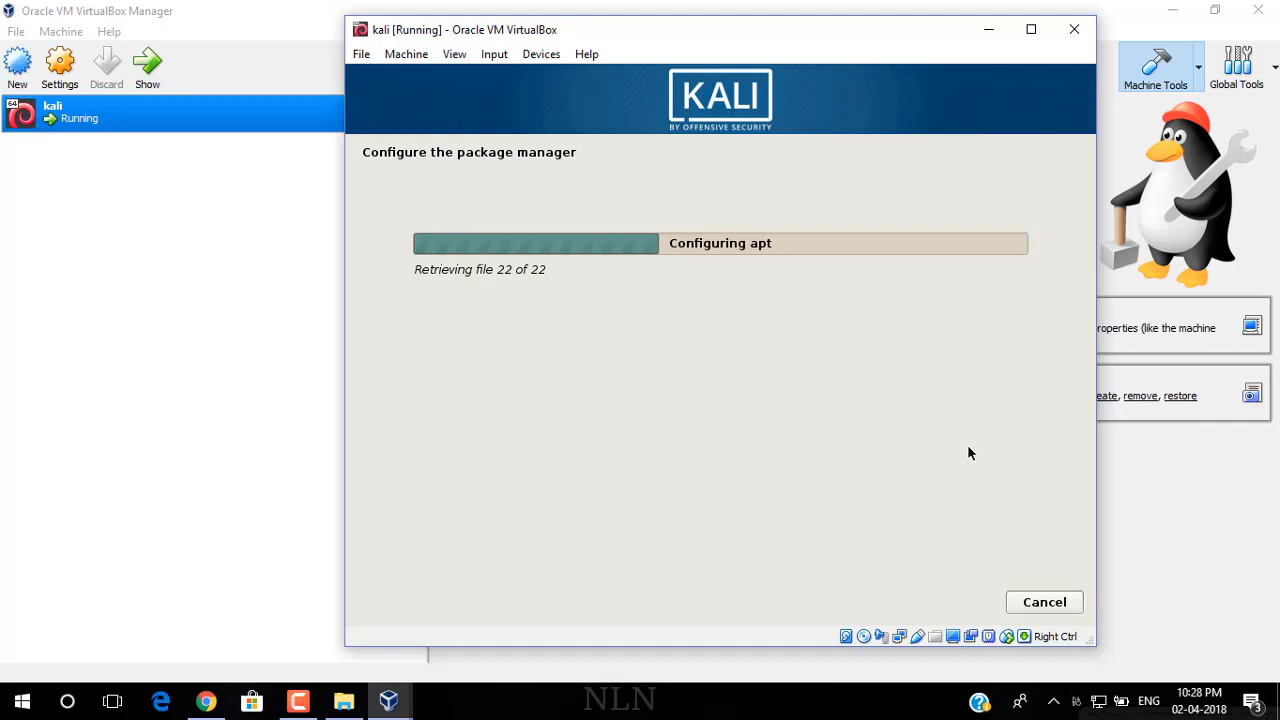 Oracle VM VirtualBox Manager
File Machine Help
New Settings Discard Show
64 kali
Running
kali [Running] - Oracle VM VirtualBox
File Machine View Input Devices Help
KALI
BY OFFENSIVE SECURITY
Configure the package manager
Configuring apt
Retrieving file 22 of 22
Cancel
Right Ctrl
Machine Tools Global Tools
roperties (like the machine
eate, remove, restore
NLN
ENG
10:28 PM
02-04-2018
3